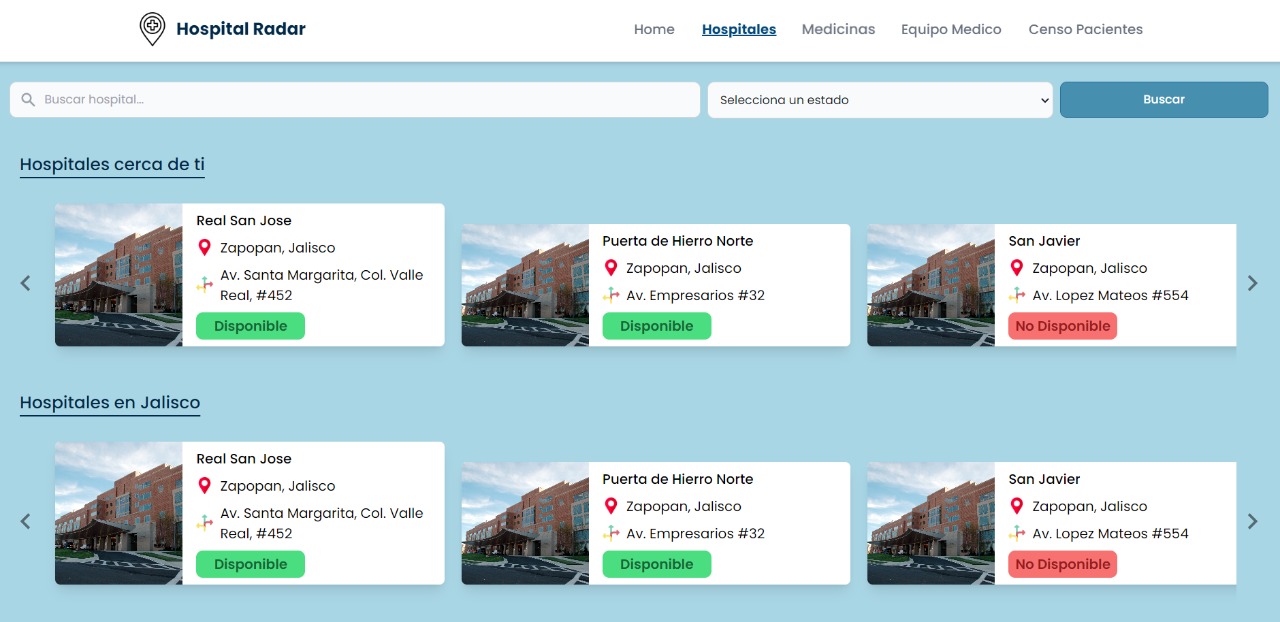 Hospital Radar
Home Hospitales Medicinas Equipo Medico Censo Pacientes
Buscar hospital...
Selecciona un estado
Buscar
Hospitales cerca de ti
Real San Jose
Zapopan, Jalisco
Av. Santa Margarita, Col. Valle
Real, #452
Disponible
Puerta de Hierro Norte
Zapopan, Jalisco
Av. Empresarios #32
Disponible
San Javier
Zapopan, Jalisco
Av. Lopez Mateos #554
No Disponible
Hospitales en Jalisco
Real San Jose
Zapopan, Jalisco
Av. Santa Margarita, Col. Valle
Real, #452
Disponible
Puerta de Hierro Norte
Zapopan, Jalisco
Av. Empresarios #32
Disponible
San Javier
Zapopan, Jalisco
Av. Lopez Mateos #554
No Disponible